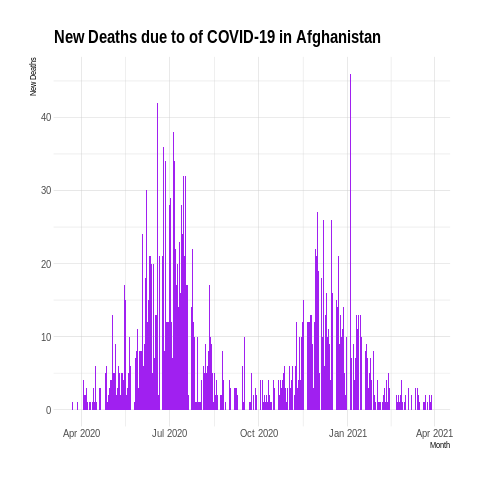 New Deaths due to of COVID-19 in Afghanistan
New Deaths
40
30
20
10
0
Apr 2020 Jul 2020 Oct 2020 Jan 2021 Apr 2021
Month